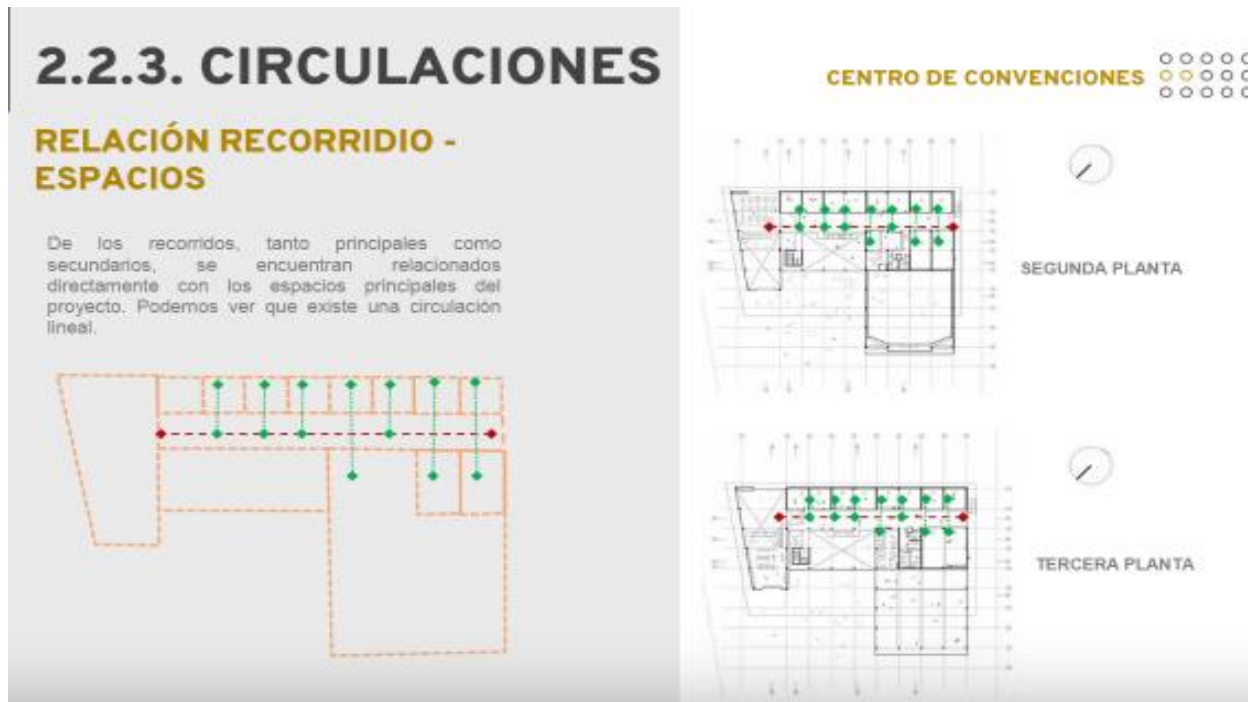 2.2.3. CIRCULACIONES
RELACIÓN RECORRIDIO -
ESPACIOS
De los recorridos, tanto principales como
secundarios, se encuentran relacionados
directamente con los espacios principales del
proyecto. Podemos ver que existe una circulación
lineal.
CENTRO DE CONVENCIONES
SEGUNDA PLANTA
TERCERA PLANTA